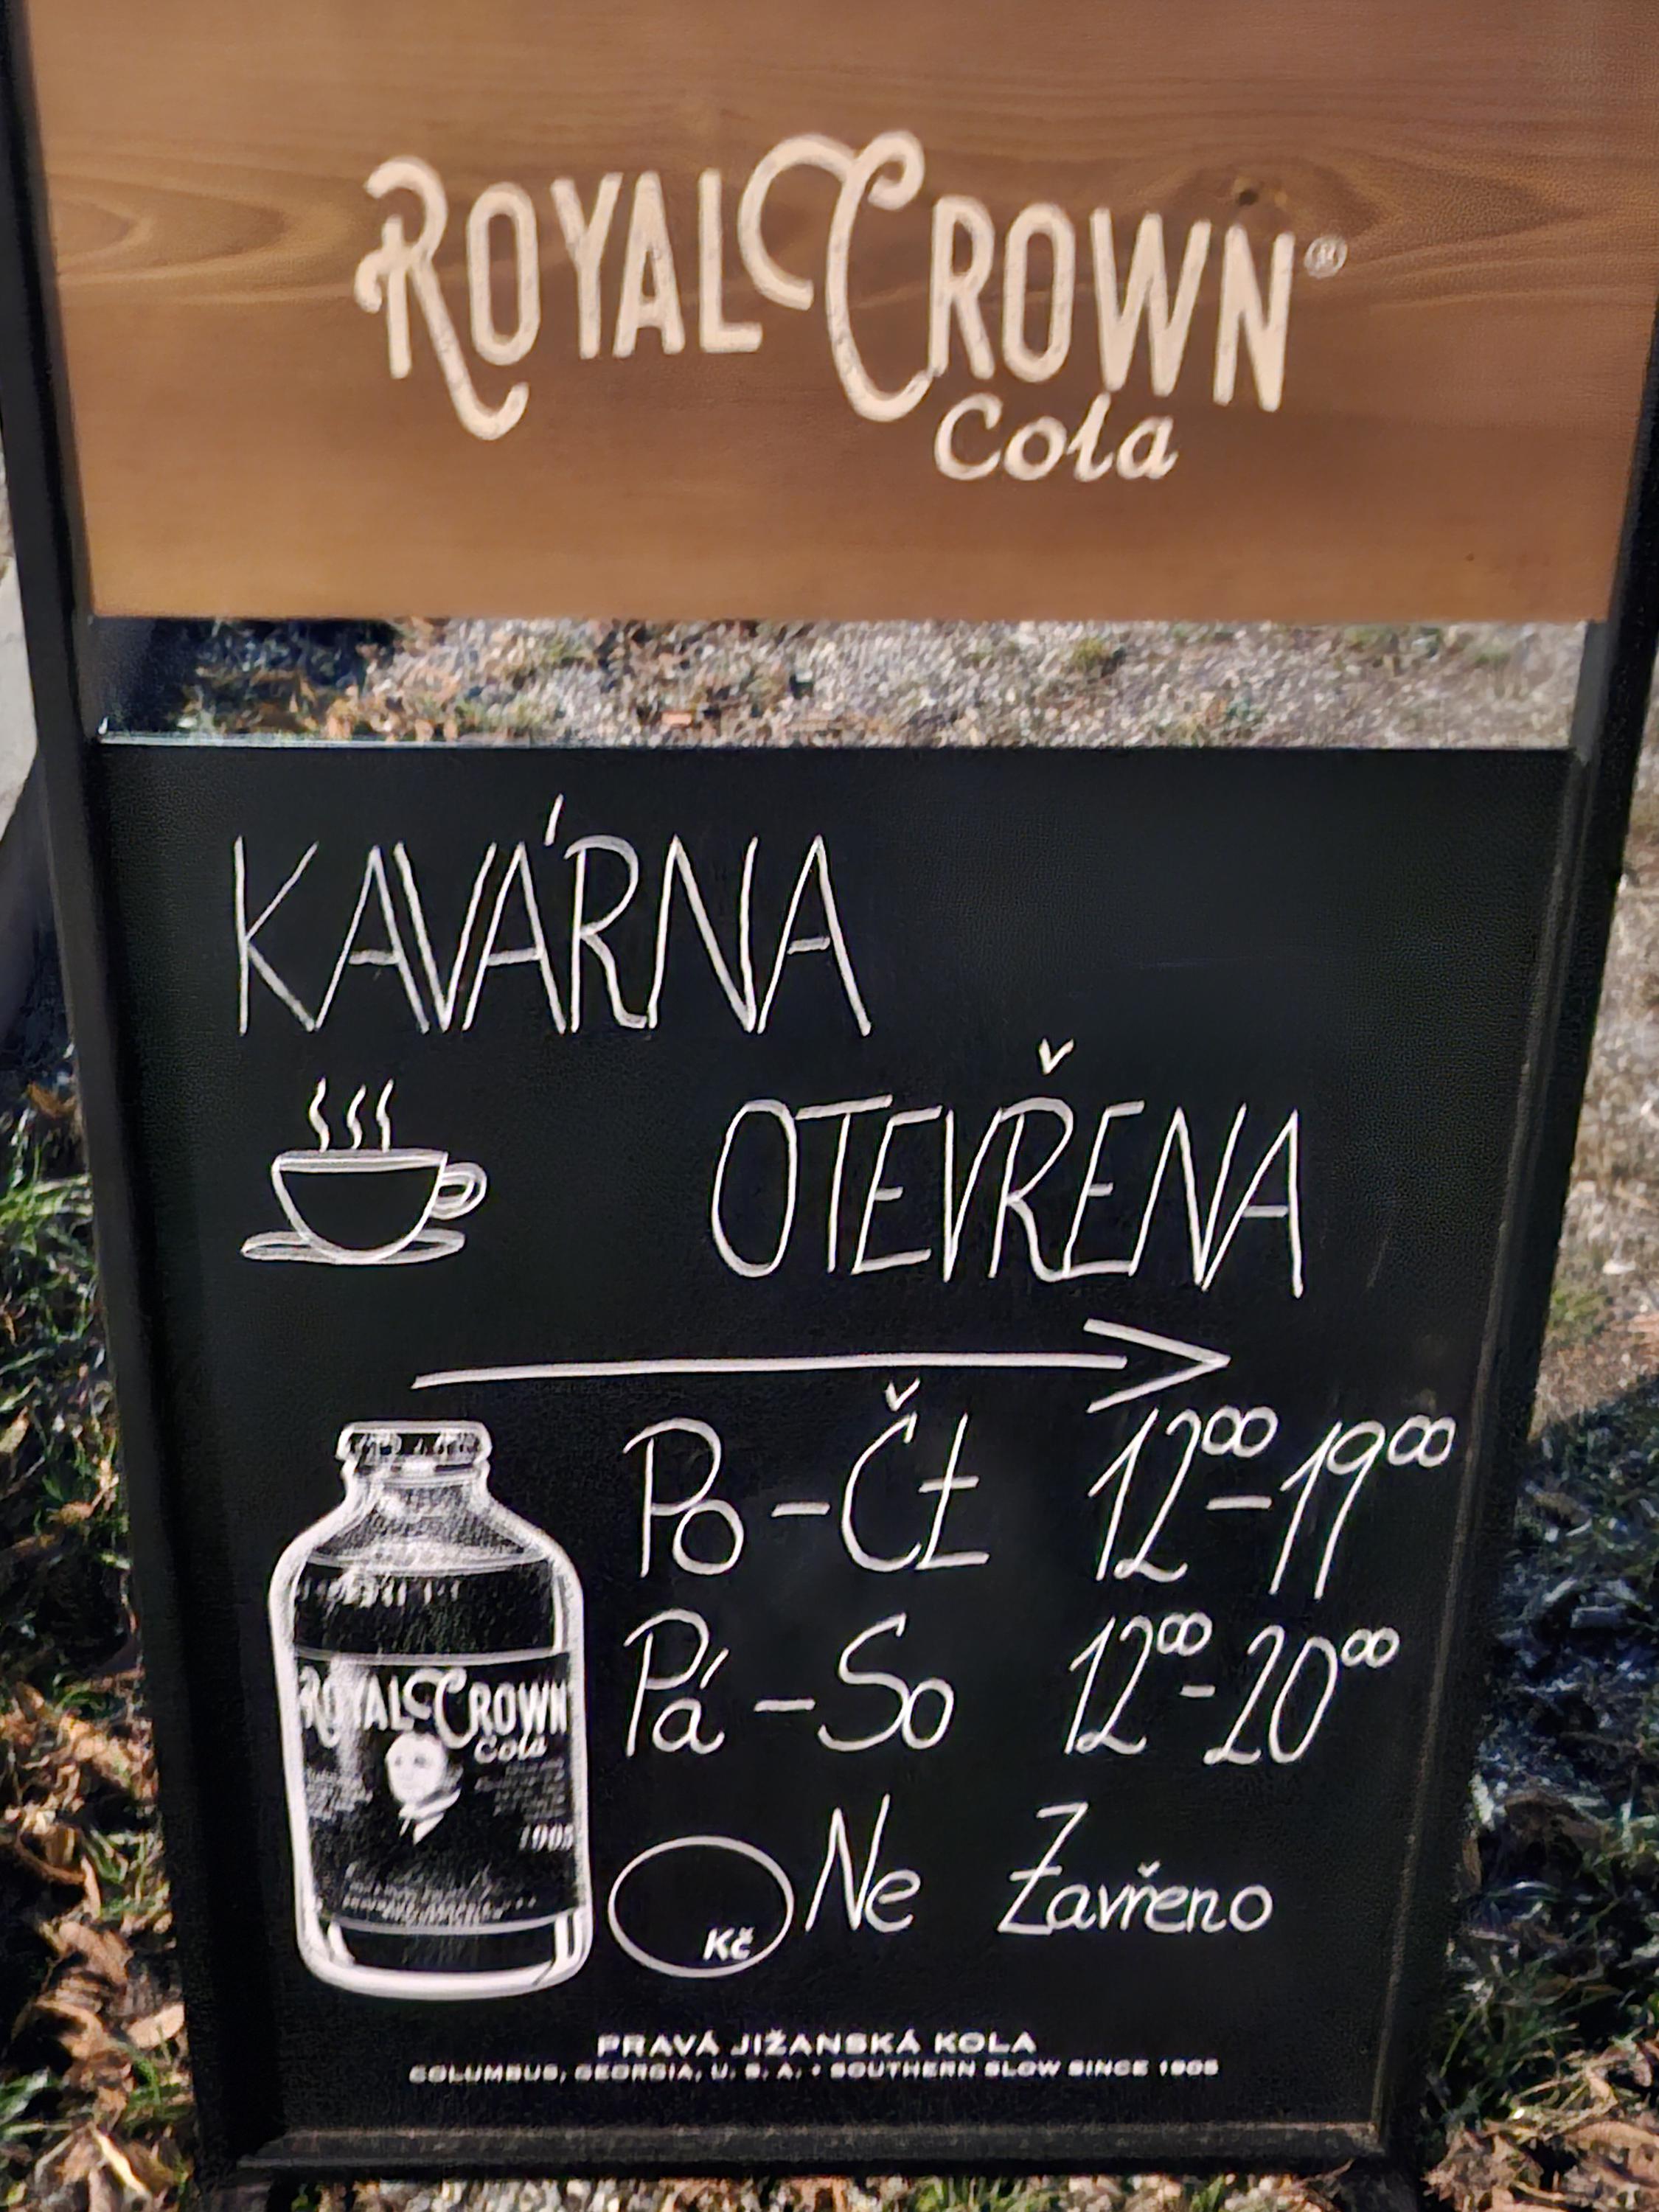 ROYAL CROWN®
Cola
KAVÁRNA
OTEVŘENA
Po - Čt 12⁰⁰ - 19⁰⁰
Pá - So 12⁰⁰ - 20⁰⁰
ROYAL CROWN
Cola
1905
Ne Zavřeno
Kč
PRAVÁ JIŽANSKÁ KOLA
COLUMBUS, GEORGIA, U. S. A. • SOUTHERN SLOW SINCE 1905